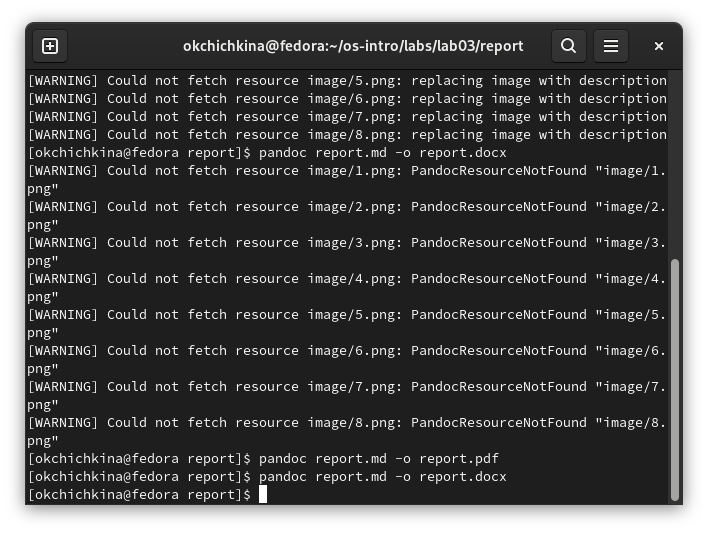 okchichkina@fedora:~/os-intro/labs/lab03/report
[WARNING] Could not fetch resource image/5.png: replacing image with description
[WARNING] Could not fetch resource image/6.png: replacing image with description
[WARNING] Could not fetch resource image/7.png: replacing image with description
[WARNING] Could not fetch resource image/8.png: replacing image with description
[okchichkina@fedora report]$ pandoc report.md -o report.docx
[WARNING] Could not fetch resource image/1.png: PandocResourceNotFound "image/1.
png"
[WARNING] Could not fetch resource image/2.png: PandocResourceNotFound "image/2.
png"
[WARNING] Could not fetch resource image/3.png: PandocResourceNotFound "image/3.
png"
[WARNING] Could not fetch resource image/4.png: PandocResourceNotFound "image/4.
png"
[WARNING] Could not fetch resource image/5.png: PandocResourceNotFound "image/5.
png"
[WARNING] Could not fetch resource image/6.png: PandocResourceNotFound "image/6.
png"
[WARNING] Could not fetch resource image/7.png: PandocResourceNotFound "image/7.
png"
[WARNING] Could not fetch resource image/8.png: PandocResourceNotFound "image/8.
png"
[okchichkina@fedora report]$ pandoc report.md -o report.pdf
[okchichkina@fedora report]$ pandoc report.md -o report.docx
[okchichkina@fedora report]$